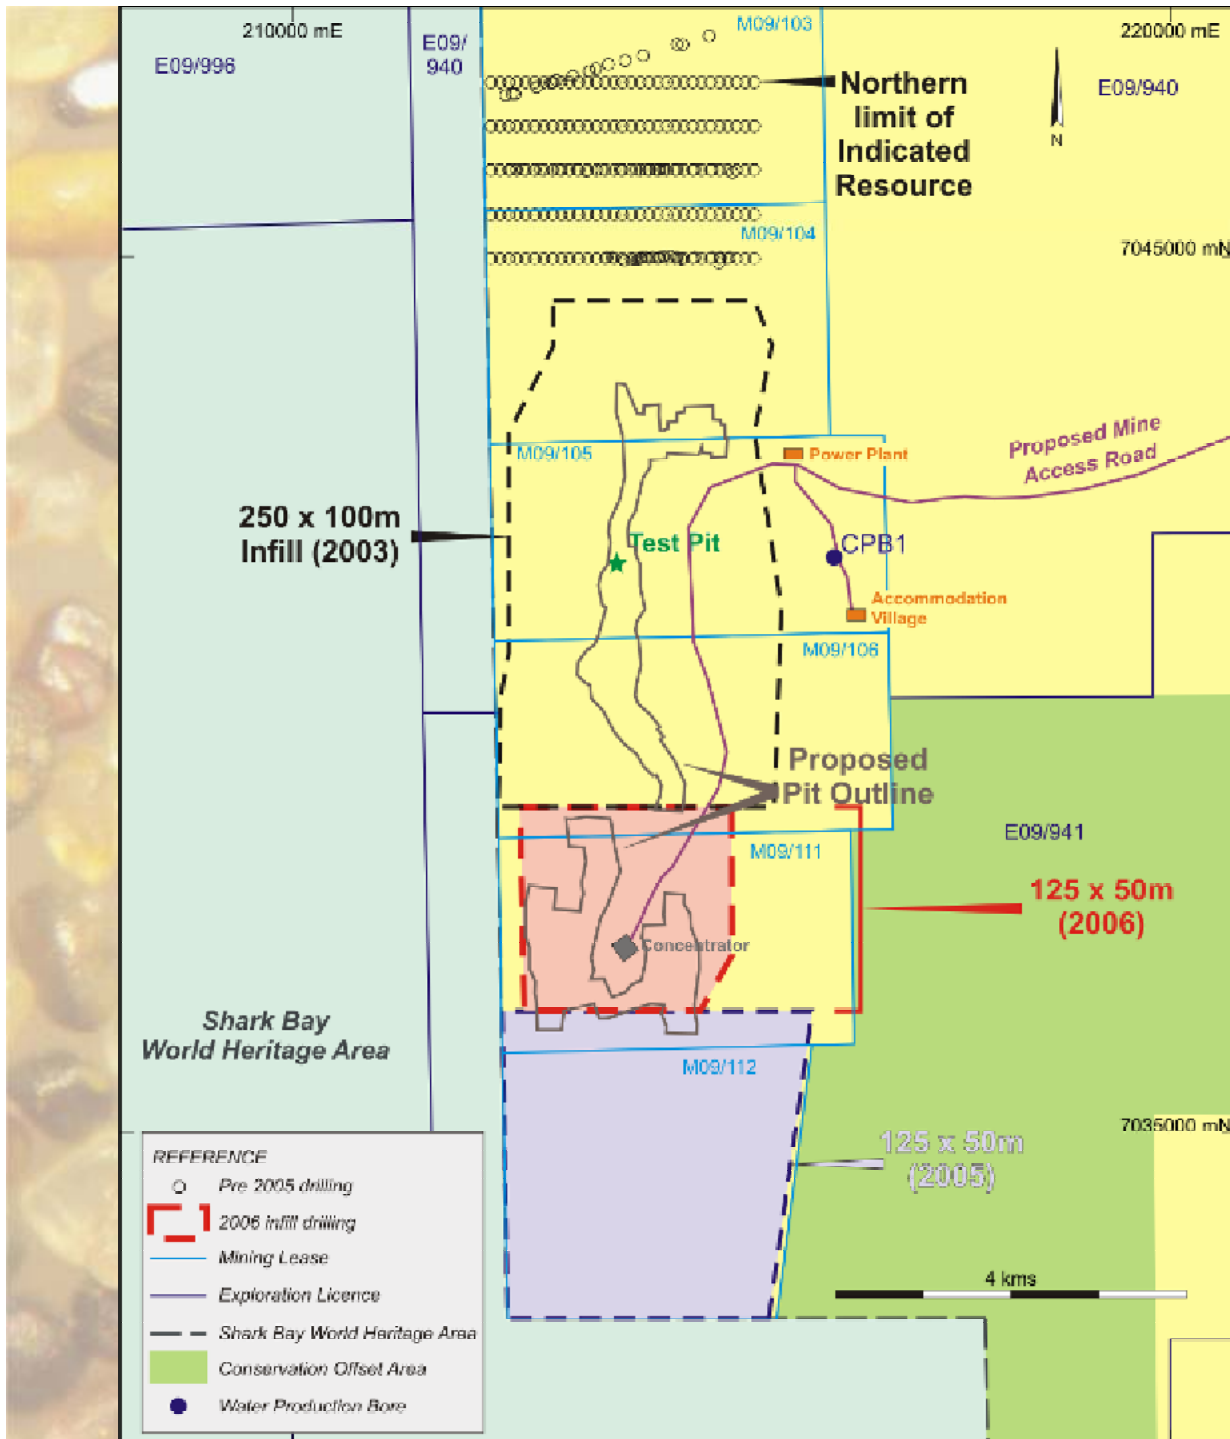 210000 mE
M09/103
220000 mE
E09/996
E09/
940
E09/940
Northern
limit of
Indicated
Resource
N
M09/104
7045000 mN
Proposed Mine
Access Road
M09/105
Power Plant
250 x 100m
Infill (2003)
Test Pit
CPB1
Accommodation
Village
M09/106
Proposed
Pit Outline
E09/941
M09/111
125 x 50m
(2006)
Concentrator
Shark Bay
World Heritage Area
M09/112
7035000 mN
125 x 50m
(2005)
4 kms
REFERENCE
Pre 2005 drilling
2006 infill drilling
Mining Lease
Exploration Licence
Shark Bay World Heritage Area
Conservation Offset Area
Water Production Bore